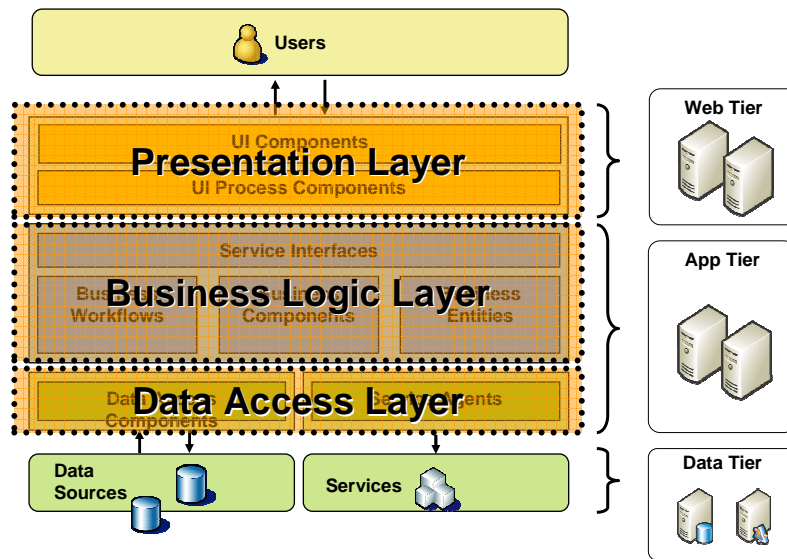 Users
Web Tier
UI Components
Presentation Layer
UI Process Components
Service Interfaces
App Tier
Business Logic Layer
Workflows
Components
Entities
Data Access Layer
Components
Data
Sources
Services
Data Tier